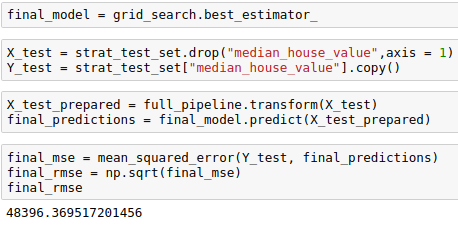 final_model = grid_search.best_estimator_
X_test = strat_test_set.drop("median_house_value",axis = 1)
Y_test = strat_test_set["median_house_value"].copy()
X_test_prepared = full_pipeline.transform(X_test)
final_predictions = final_model.predict(X_test_prepared)
final_mse = mean_squared_error(Y_test, final_predictions)
final_rmse = np.sqrt(final_mse)
final_rmse
48396.369517201456